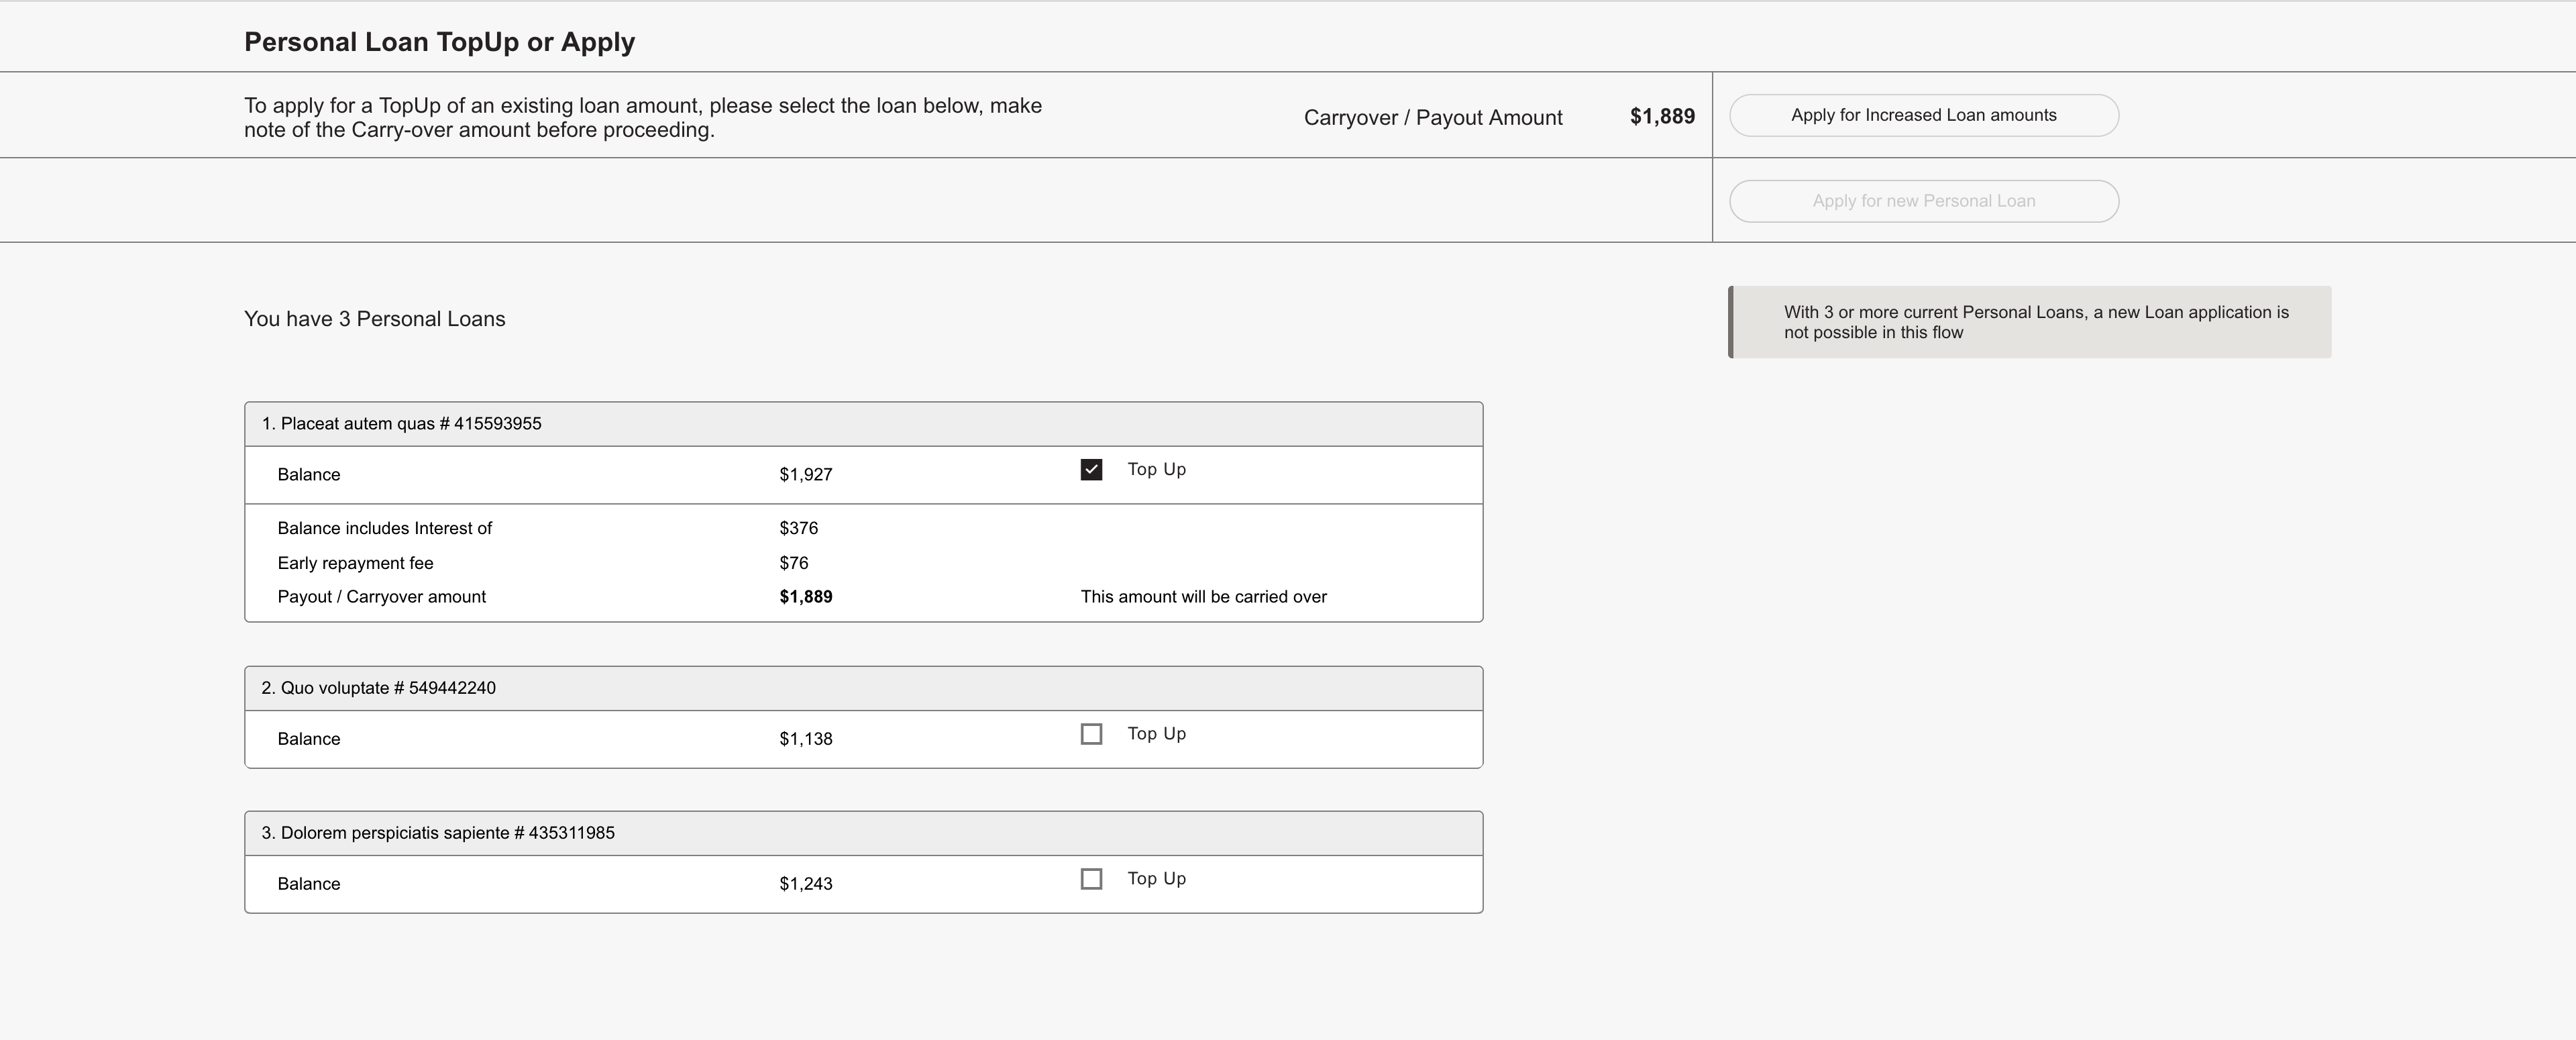 Personal Loan TopUp or Apply
To apply for a TopUp of an existing loan amount, please select the loan below, make
note of the Carry-over amount before proceeding.
Carryover / Payout Amount $1,889
Apply for Increased Loan amounts
Apply for new Personal Loan
You have 3 Personal Loans
With 3 or more current Personal Loans, a new Loan application is
not possible in this flow
1. Placeat autem quas # 415593955
Balance $1,927 Top Up
Balance includes Interest of $376
Early repayment fee $76
Payout / Carryover amount $1,889 This amount will be carried over
2. Quo voluptate # 549442240
Balance $1,138 Top Up
3. Dolorem perspiciatis sapiente # 435311985
Balance $1,243 Top Up